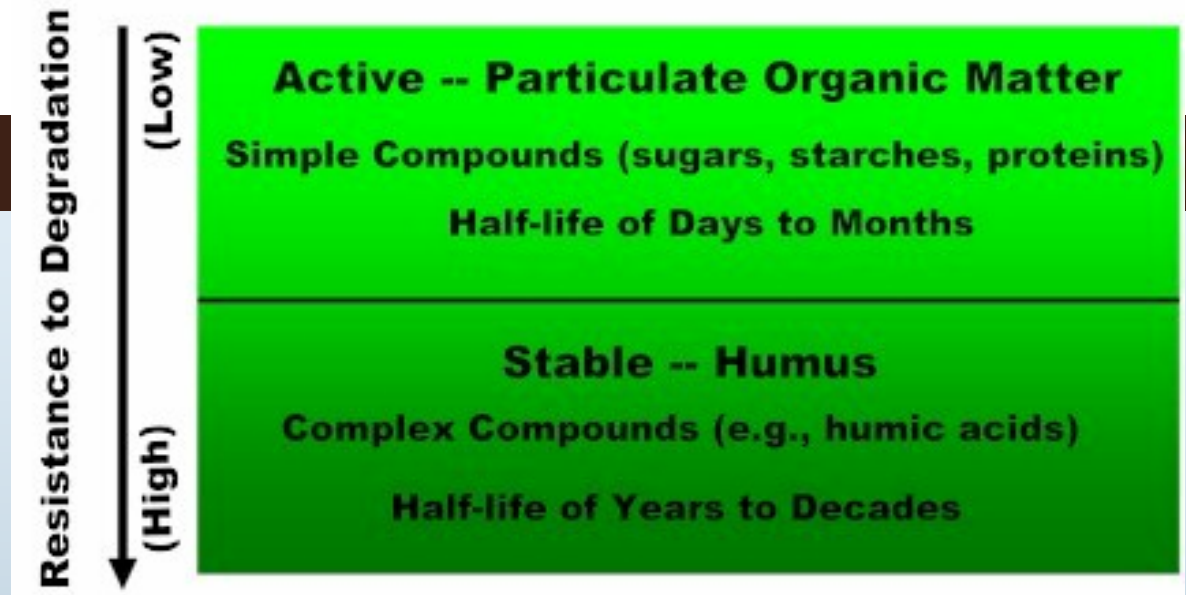 Resistance to Degradation
(Low)
(High)
Active -- Particulate Organic Matter
Simple Compounds (sugars, starches, proteins)
Half-life of Days to Months
Stable -- Humus
Complex Compounds (e.g., humic acids)
Half-life of Years to Decades